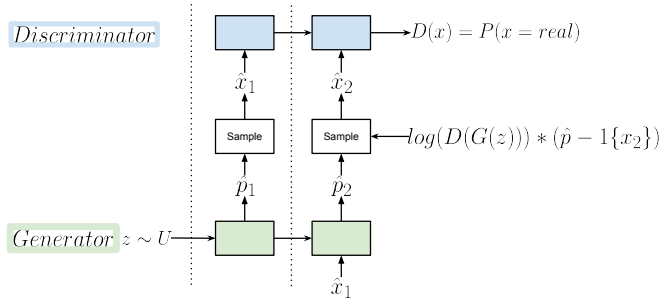 Discriminator
D(x) = P(x = real)
x̂₁
x̂₂
Sample
Sample
log(D(G(z))) * (p̂ − 1{x₂})
p̂₁
p̂₂
Generator z ∼ U
x̂₁